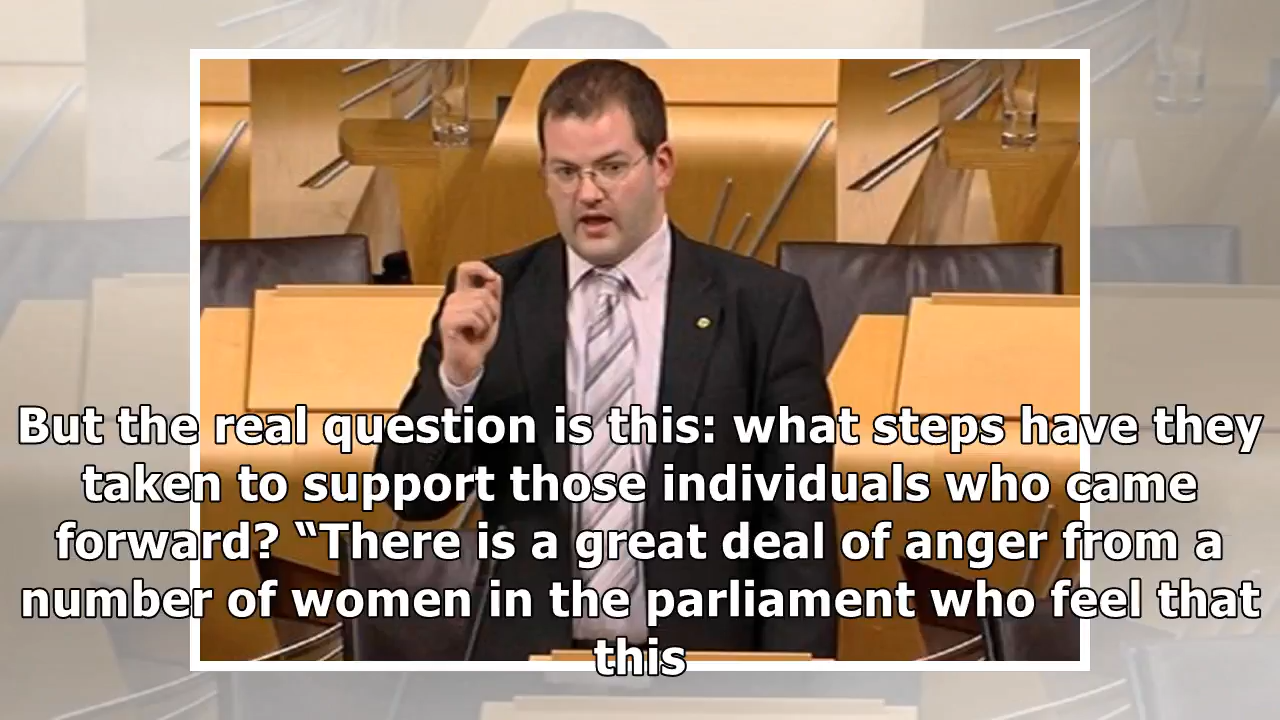 But the real question is this: what steps have they
taken to support those individuals who came
forward? “There is a great deal of anger from a
number of women in the parliament who feel that
this